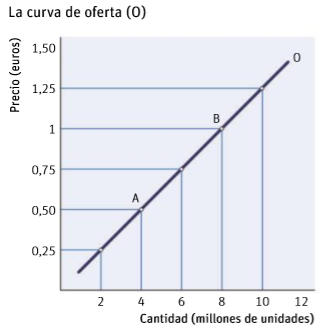 La curva de oferta (O)
Precio (euros)
1,50
1,25
1
0,75
0,50
0,25
O
B
A
2 4 6 8 10 12
Cantidad (millones de unidades)